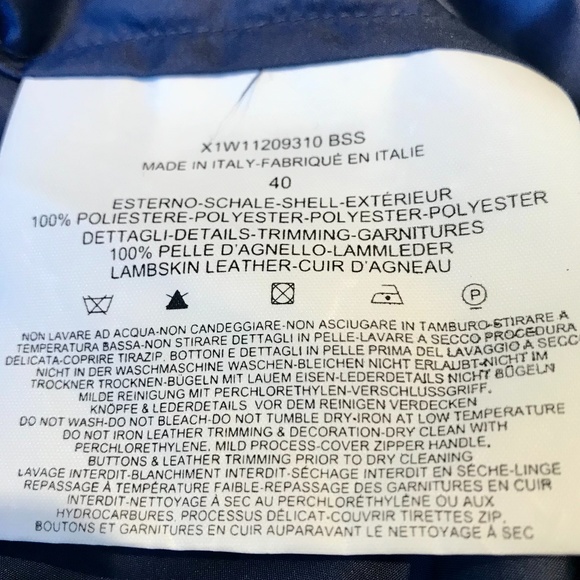 X1W11209310 BSS
MADE IN ITALY-FABRIQUÉ EN ITALIE
40
ESTERNO-SCHALE-SHELL-EXTÉRIEUR
100% POLIESTERE-POLYESTER-POLYESTER-POLYESTER
DETTAGLI-DETAILS-TRIMMING-GARNITURES
100% PELLE D'AGNELLO-LAMMLEDER
LAMBSKIN LEATHER-CUIR D'AGNEAU
P
NON LAVARE AD ACQUA-NON CANDEGGIARE-NON ASCIUGARE IN TAMBURO-STIRARE A
TEMPERATURA BASSA-NON STIRARE DETTAGLI IN PELLE-LAVARE A SECCO PROCEDURA
DELICATA-COPRIRE TIRAZIP. BOTTONI E DETTAGLI IN PELLE PRIMA DEL LAVAGGIO A SECCO
NICHT IN DER WASCHMASCHINE WASCHEN-BLEICHEN NICHT ERLAUBT-NICHT IM
TROCKNER TROCKNEN-BÜGELN MIT LAUEM EISEN-LEDERDETAILS NICHT BÜGELN
MILDE REINIGUNG MIT PERCHLORETHYLEN-VERSCHLUSSGRIFF.
KNÖPFE & LEDERDETAILS VOR DEM REINIGEN VERDECKEN
DO NOT WASH-DO NOT BLEACH-DO NOT TUMBLE DRY-IRON AT LOW TEMPERATURE
DO NOT IRON LEATHER TRIMMING & DECORATION-DRY CLEAN WITH
PERCHLORETHYLENE. MILD PROCESS-COVER ZIPPER HANDLE,
BUTTONS & LEATHER TRIMMING PRIOR TO DRY CLEANING
LAVAGE INTERDIT-BLANCHIMENT INTERDIT-SÉCHAGE INTERDIT EN SÈCHE-LINGE
REPASSAGE À TEMPÉRATURE FAIBLE-REPASSAGE DES GARNITURES EN CUIR
INTERDIT-NETTOYAGE À SEC AU PERCHLORÉTHYLÈNE OU AUX
HYDROCARBURES. PROCESSUS DÉLICAT-COUVRIR TIRETTES ZIP.
BOUTONS ET GARNITURES EN CUIR AUPARAVANT LE NETTOYAGE À SEC